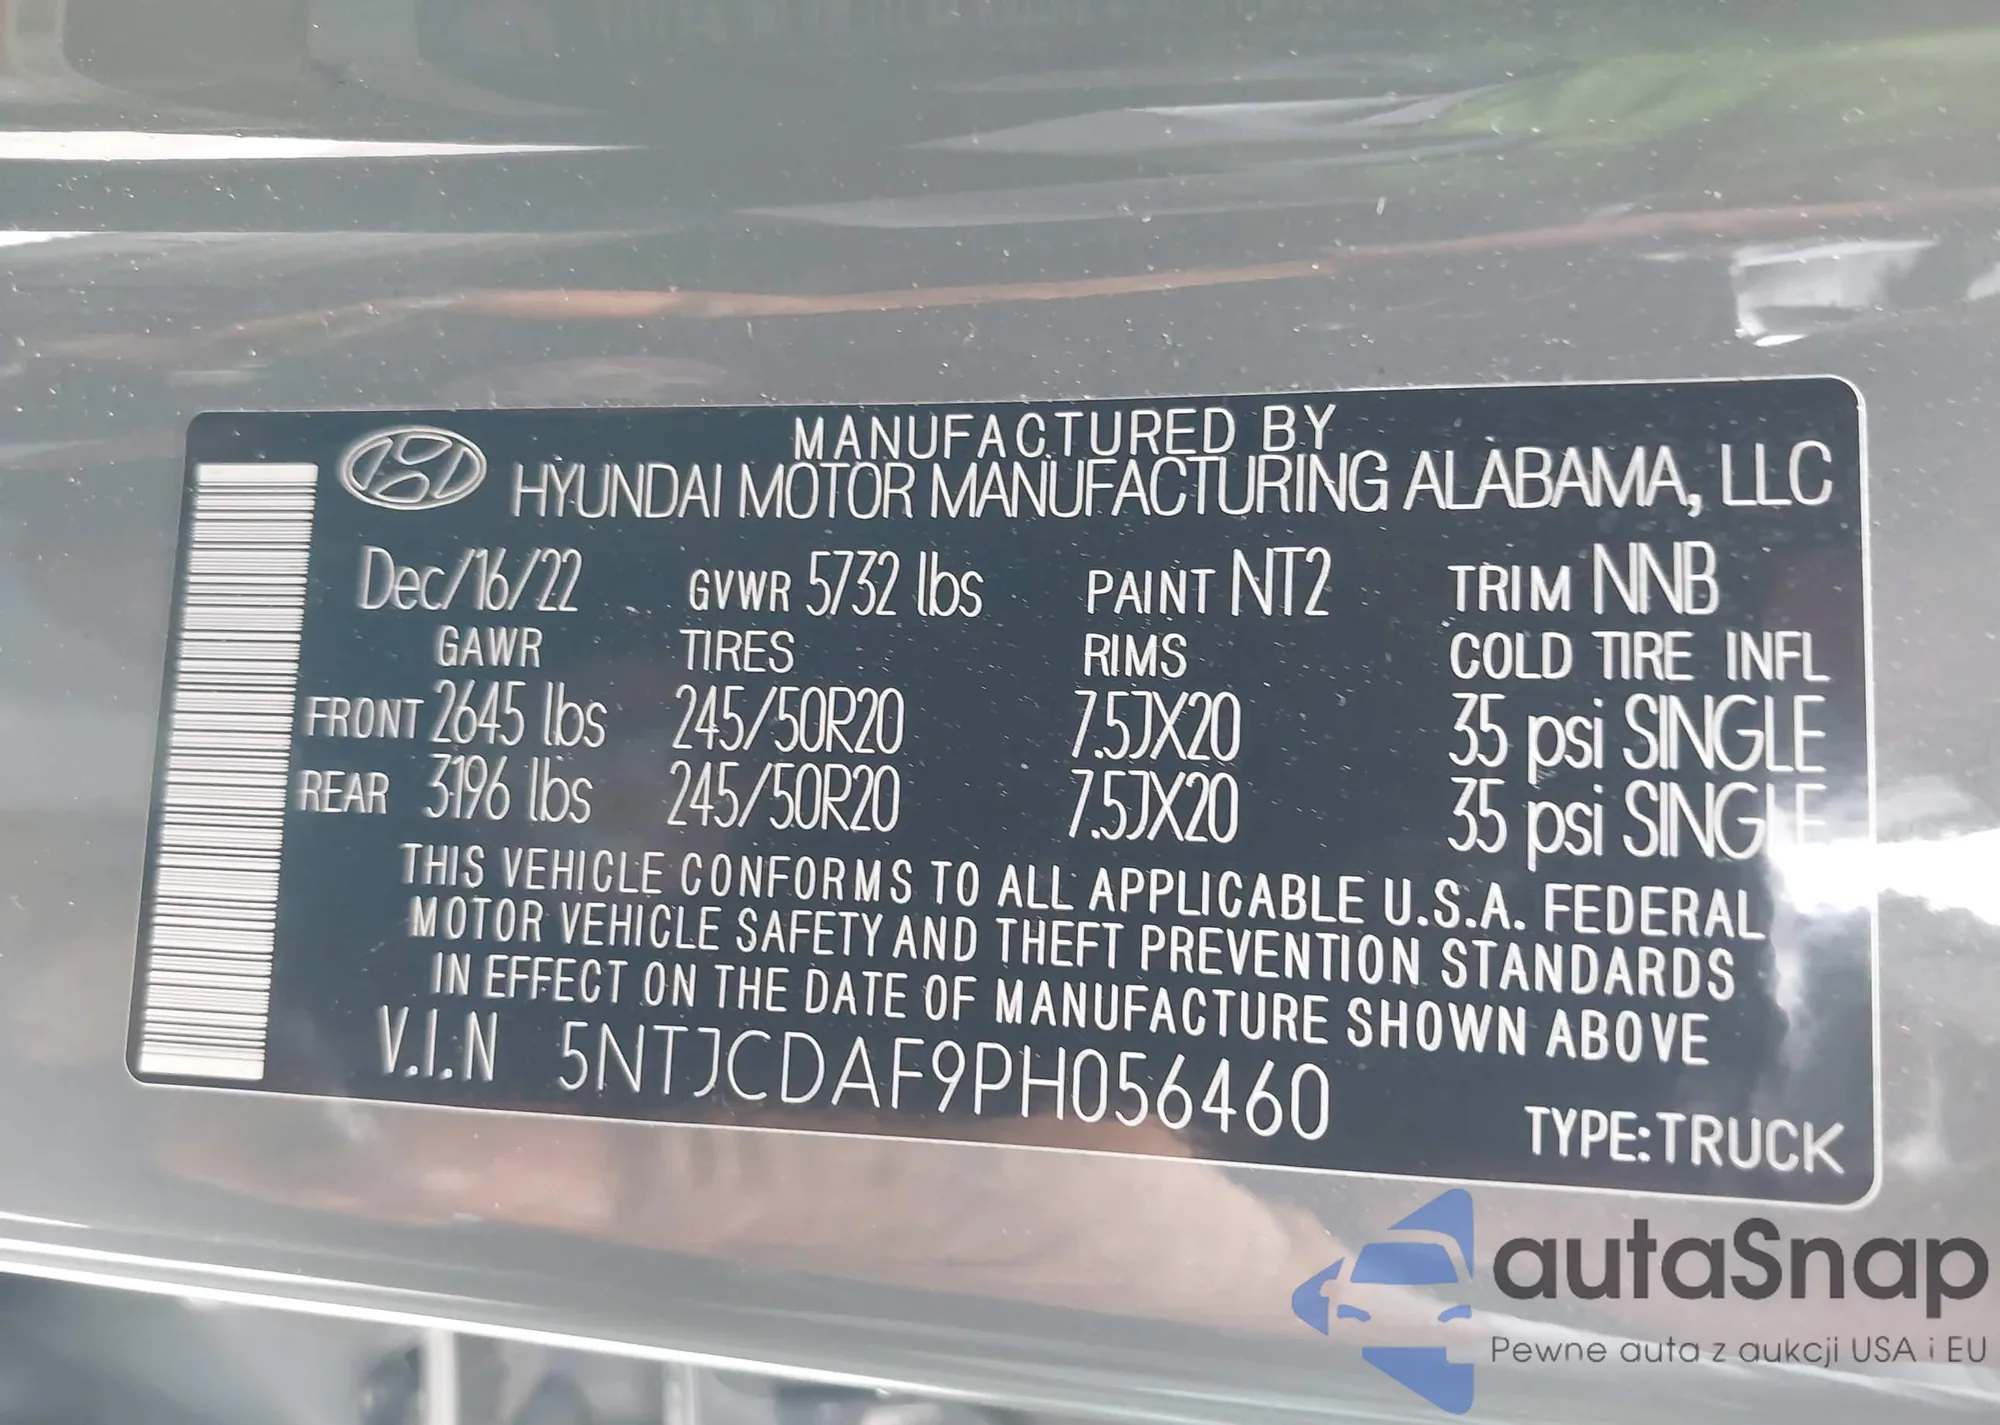 MANUFACTURED BY
HYUNDAI MOTOR MANUFACTURING ALABAMA, LLC
Dec/16/22 GVWR 5732 lbs PAINT NT2 TRIM NNB
GAWR TIRES RIMS COLD TIRE INFL
FRONT 2645 lbs 245/50R20 7.5JX20 35 psi SINGLE
REAR 3196 lbs 245/50R20 7.5JX20 35 psi SINGLE
THIS VEHICLE CONFORMS TO ALL APPLICABLE U.S.A. FEDERAL
MOTOR VEHICLE SAFETY AND THEFT PREVENTION STANDARDS
IN EFFECT ON THE DATE OF MANUFACTURE SHOWN ABOVE
V.I.N 5NTJCDAF9PH056460
TYPE:TRUCK
autaSnap
Pewne auta z aukcji USA i EU